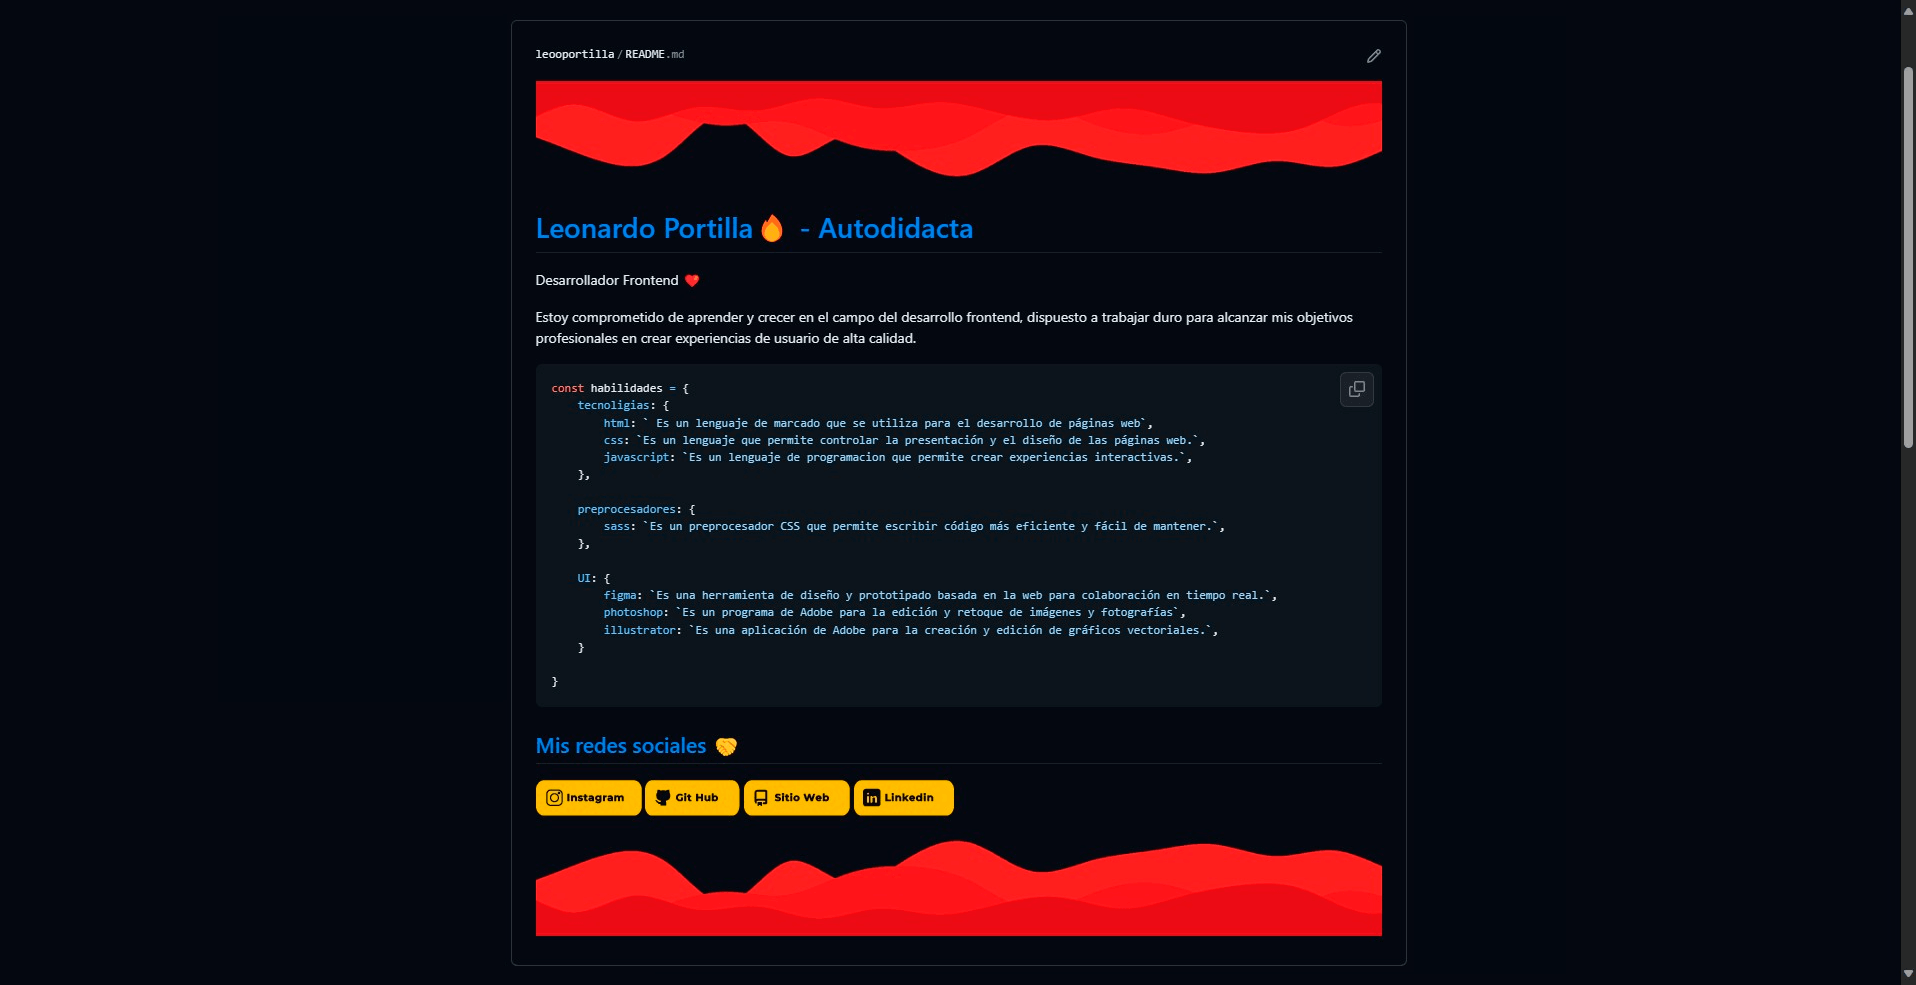 leooportilla/README.md
Leonardo Portilla🔥 - Autodidacta
Desarrollador Frontend ❤️
Estoy comprometido de aprender y crecer en el campo del desarrollo frontend, dispuesto a trabajar duro para alcanzar mis objetivos
profesionales en crear experiencias de usuario de alta calidad.
const habilidades = {
    tecnoligias: {
        html: ` Es un lenguaje de marcado que se utiliza para el desarrollo de páginas web`,
        css: `Es un lenguaje que permite controlar la presentación y el diseño de las páginas web.`,
        javascript: `Es un lenguaje de programacion que permite crear experiencias interactivas.`,
    },
    preprocesadores: {
        sass: `Es un preprocesador CSS que permite escribir código más eficiente y fácil de mantener.`,
    },
    UI: {
        figma: `Es una herramienta de diseño y prototipado basada en la web para colaboración en tiempo real.`,
        photoshop: `Es un programa de Adobe para la edición y retoque de imágenes y fotografías`,
        illustrator: `Es una aplicación de Adobe para la creación y edición de gráficos vectoriales.`,
    }
}
Mis redes sociales 🤝
Instagram Git Hub Sitio Web Linkedin